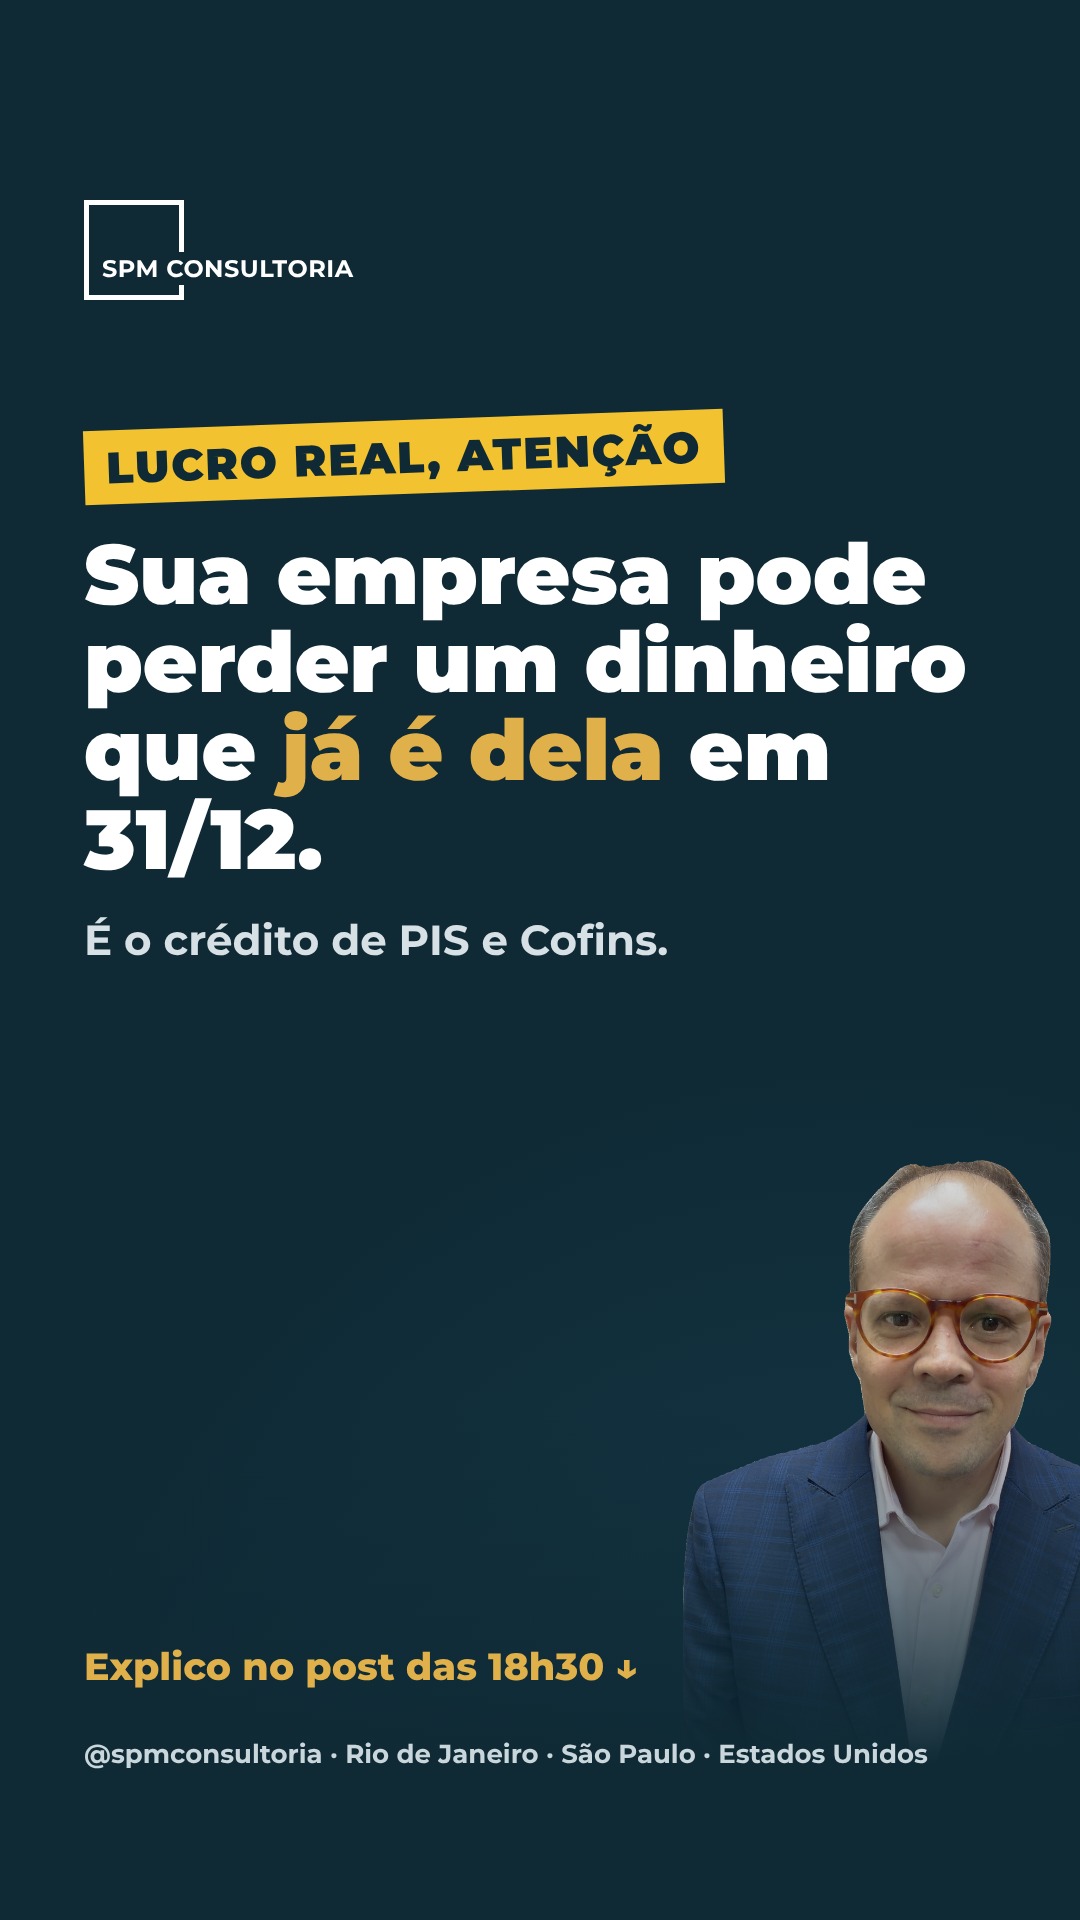 SPM CONSULTORIA
LUCRO REAL, ATENÇÃO
Sua empresa pode
perder um dinheiro
que já é dela em
31/12.
É o crédito de PIS e Cofins.
Explico no post das 18h30 ↓
@spmconsultoria · Rio de Janeiro · São Paulo · Estados Unidos